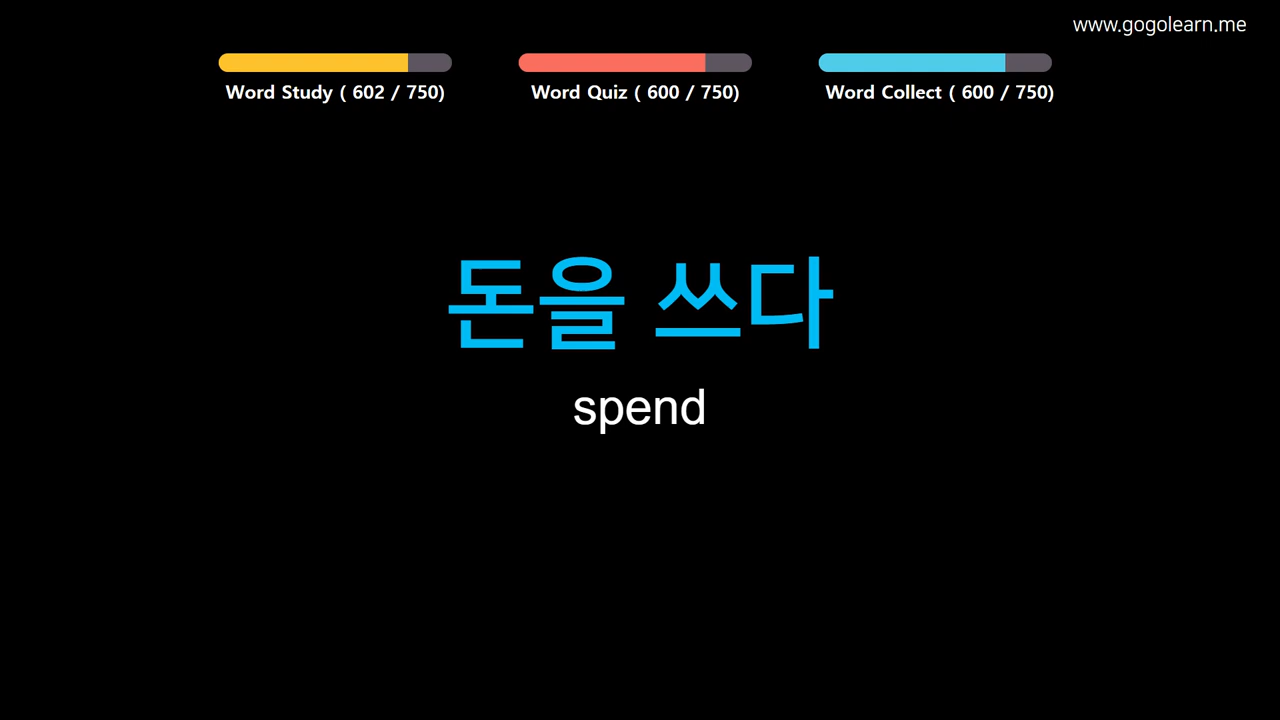 www.gogolearn.me
Word Study ( 602 / 750)
Word Quiz ( 600 / 750)
Word Collect ( 600 / 750)
돈을 쓰다
spend